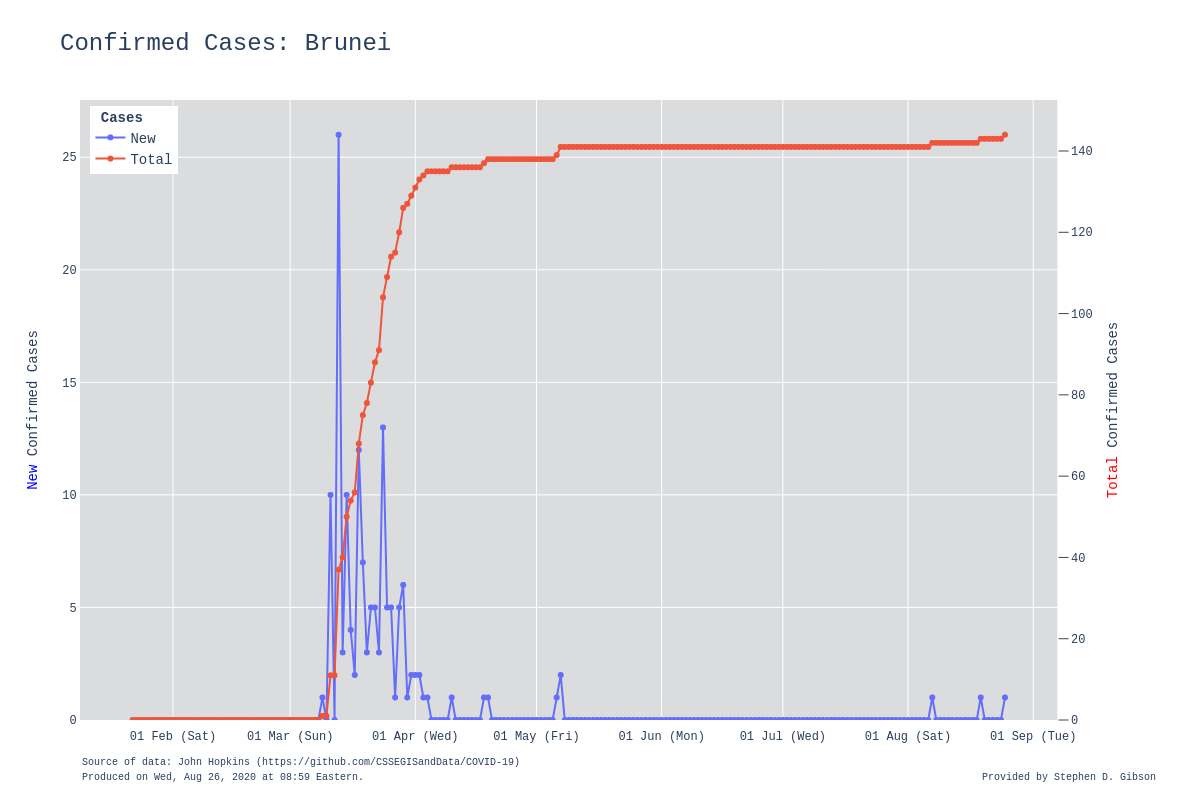 Confirmed Cases: Brunei
Cases
New
Total
25
20
15
10
5
0
140
120
100
80
60
40
20
0
New Confirmed Cases
Total Confirmed Cases
01 Feb (Sat)
01 Mar (Sun)
01 Apr (Wed)
01 May (Fri)
01 Jun (Mon)
01 Jul (Wed)
01 Aug (Sat)
01 Sep (Tue)
Source of data: John Hopkins (https://github.com/CSSEGISandData/COVID-19)
Produced on Wed, Aug 26, 2020 at 08:59 Eastern.
Provided by Stephen D. Gibson